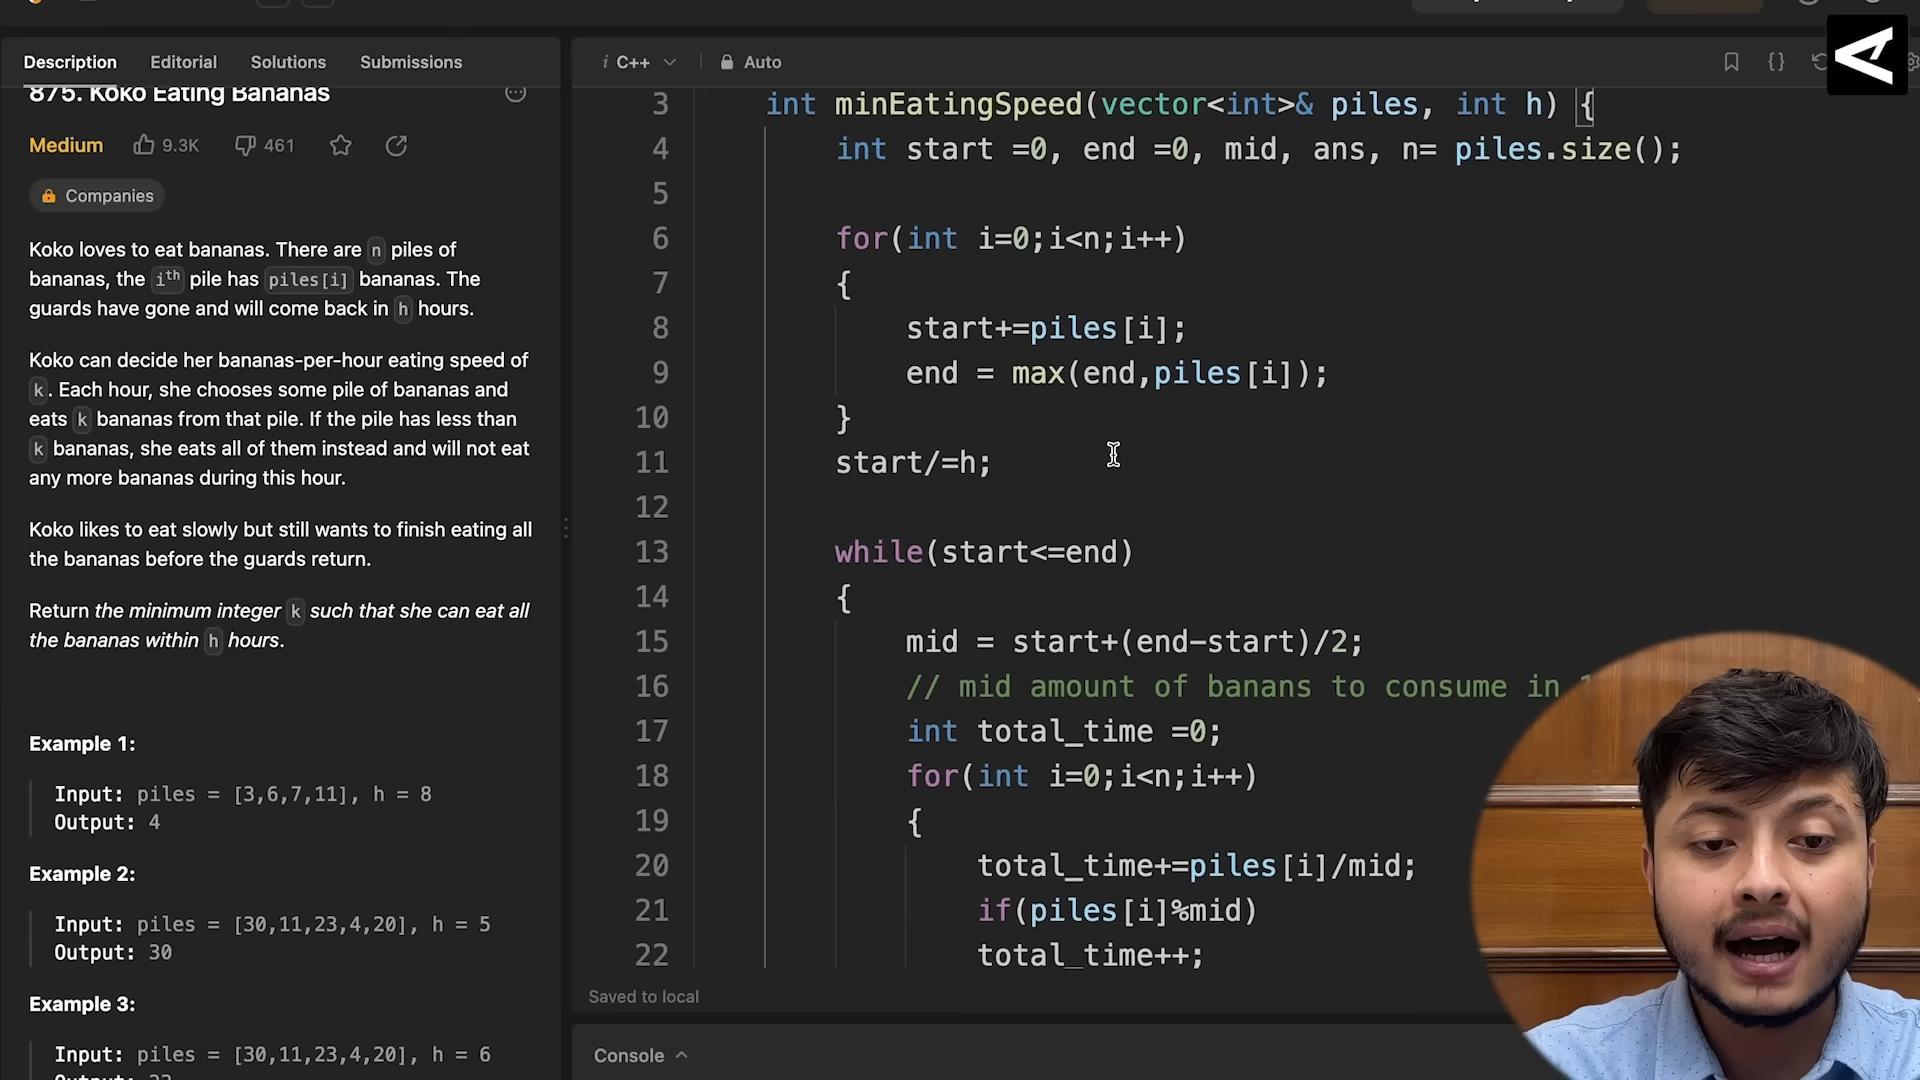 Description Editorial Solutions Submissions
875. Koko Eating Bananas
Medium 9.3K 461
Companies
Koko loves to eat bananas. There are n piles of
bananas, the ith pile has piles[i] bananas. The
guards have gone and will come back in h hours.
Koko can decide her bananas-per-hour eating speed of
k. Each hour, she chooses some pile of bananas and
eats k bananas from that pile. If the pile has less than
k bananas, she eats all of them instead and will not eat
any more bananas during this hour.
Koko likes to eat slowly but still wants to finish eating all
the bananas before the guards return.
Return the minimum integer k such that she can eat all
the bananas within h hours.
Example 1:
Input: piles = [3,6,7,11], h = 8
Output: 4
Example 2:
Input: piles = [30,11,23,4,20], h = 5
Output: 30
Example 3:
Input: piles = [30,11,23,4,20], h = 6
i C++ Auto {}
3 int minEatingSpeed(vector<int>& piles, int h) {
4 int start =0, end =0, mid, ans, n= piles.size();
5
6 for(int i=0;i<n;i++)
7 {
8 start+=piles[i];
9 end = max(end,piles[i]);
10 }
11 start/=h;
12
13 while(start<=end)
14 {
15 mid = start+(end-start)/2;
16 // mid amount of banans to consume in
17 int total_time =0;
18 for(int i=0;i<n;i++)
19 {
20 total_time+=piles[i]/mid;
21 if(piles[i]%mid)
22 total_time++;
Saved to local
Console